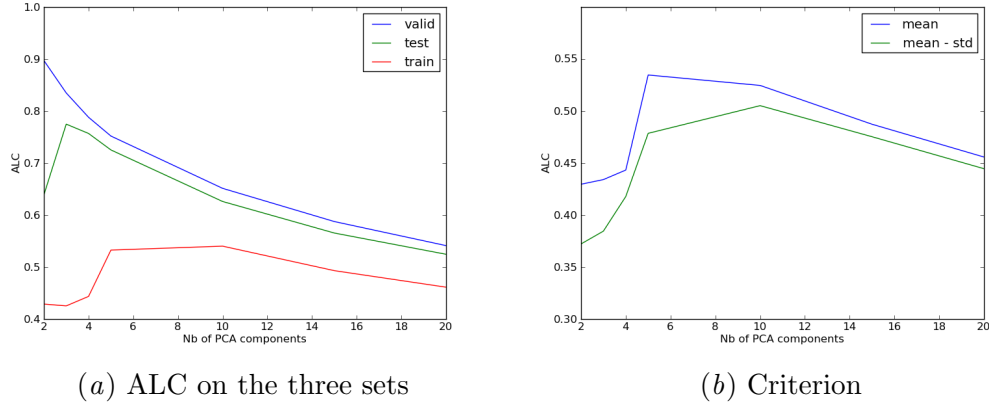 1.0
0.9
0.8
0.7
0.6
0.5
0.4
ALC
2 4 6 8 10 12 14 16 18 20
Nb of PCA components
valid
test
train
(a) ALC on the three sets
0.55
0.50
0.45
0.40
0.35
0.30
ALC
2 4 6 8 10 12 14 16 18 20
Nb of PCA components
mean
mean - std
(b) Criterion